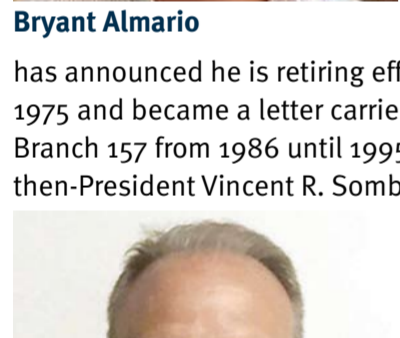 Bryant Almario
has announced he is retiring
1975 and became a letter
Branch 157 from 1986 until
then-President Vincent R.